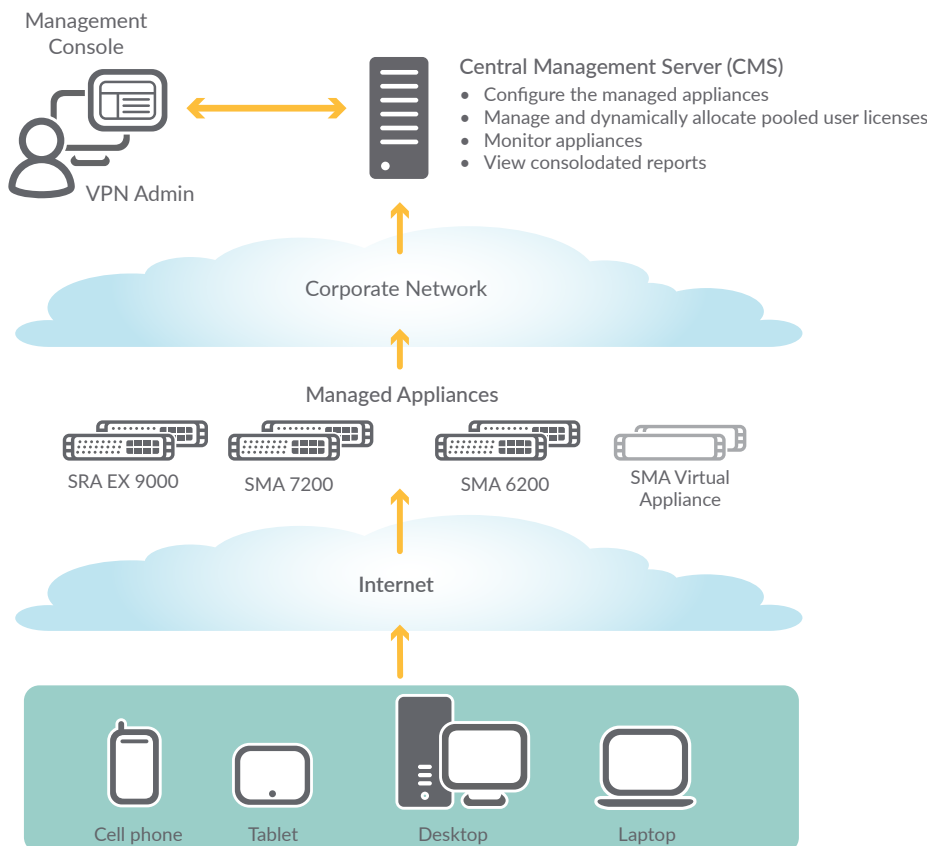 Management
Console
VPN Admin
Central Management Server (CMS)
• Configure the managed appliances
• Manage and dynamically allocate pooled user licenses
• Monitor appliances
• View consolodated reports
Corporate Network
Managed Appliances
SRA EX 9000
SMA 7200
SMA 6200
SMA Virtual
Appliance
Internet
Cell phone
Tablet
Desktop
Laptop